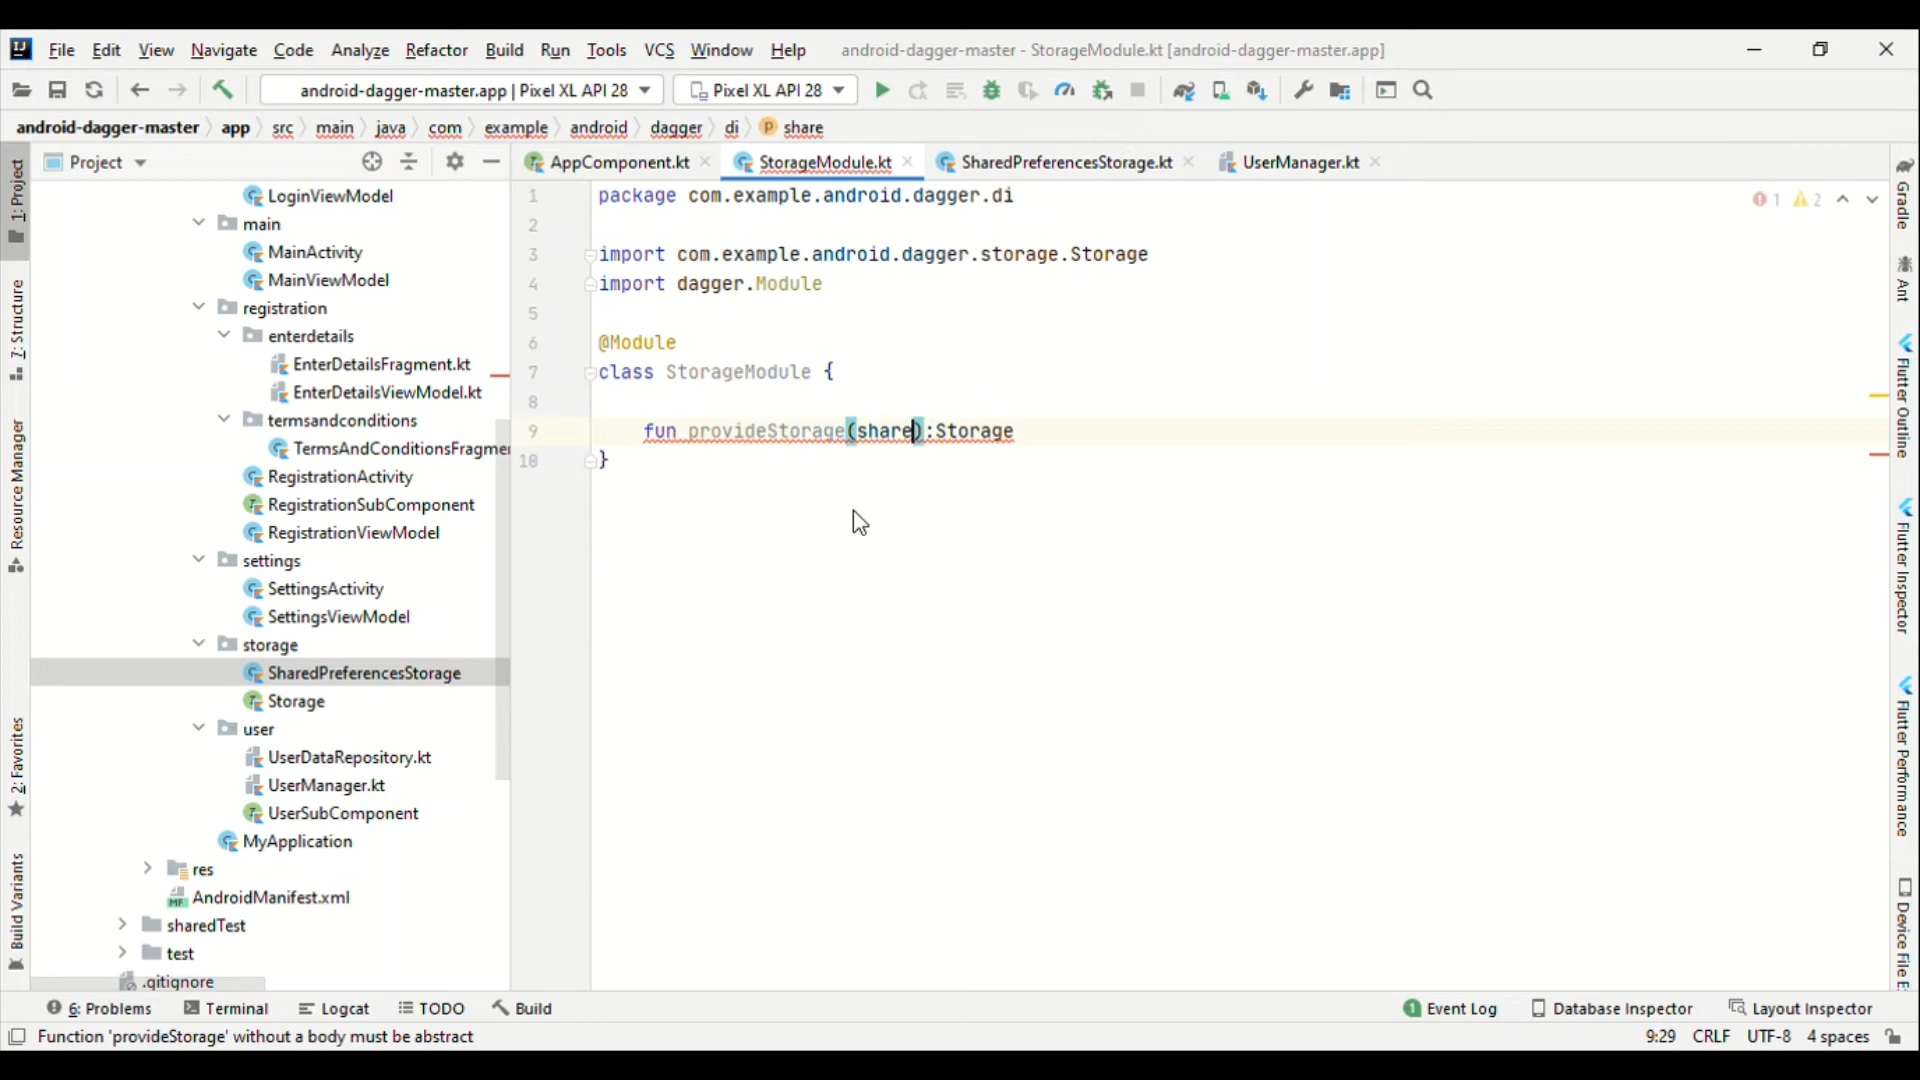 IJ File Edit View Navigate Code Analyze Refactor Build Run Tools VCS Window Help android-dagger-master - StorageModule.kt [android-dagger-master.app]
android-dagger-master.app | Pixel XL API 28 Pixel XL API 28
android-dagger-master app src main java com example android dagger di share
Project
AppComponent.kt StorageModule.kt SharedPreferencesStorage.kt UserManager.kt
LoginViewModel
main
MainActivity
MainViewModel
registration
enterdetails
EnterDetailsFragment.kt
EnterDetailsViewModel.kt
termsandconditions
TermsAndConditionsFragme
RegistrationActivity
RegistrationSubComponent
RegistrationViewModel
settings
SettingsActivity
SettingsViewModel
storage
SharedPreferencesStorage
Storage
user
UserDataRepository.kt
UserManager.kt
UserSubComponent
MyApplication
res
AndroidManifest.xml
sharedTest
test
.gitignore
1 package com.example.android.dagger.di
2
3 import com.example.android.dagger.storage.Storage
4 import dagger.Module
5
6 @Module
7 class StorageModule {
8
9 fun provideStorage(share):Storage
10 }
1 2
1: Project
7: Structure
Resource Manager
2: Favorites
Build Variants
Gradle
Ant
Flutter Outline
Flutter Inspector
Flutter Performance
Device File E
6: Problems Terminal Logcat TODO Build 1 Event Log Database Inspector Layout Inspector
Function 'provideStorage' without a body must be abstract 9:29 CRLF UTF-8 4 spaces